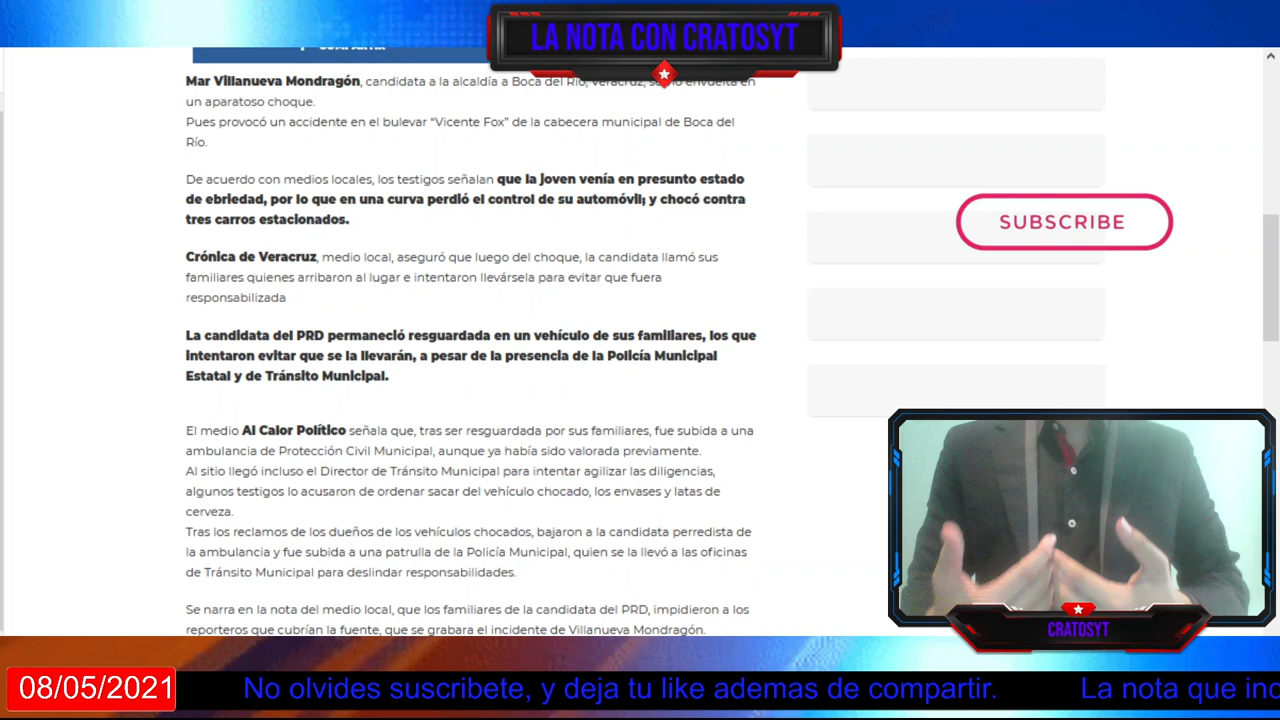 LA NOTA CON CRATOSYT
COMPARTIR
Mar Villanueva Mondragón, candidata a la alcaldía a Boca del Río, Veracruz, se vio envuelta en
un aparatoso choque.
Pues provocó un accidente en el bulevar “Vicente Fox” de la cabecera municipal de Boca del
Río.
De acuerdo con medios locales, los testigos señalan que la joven venía en presunto estado
de ebriedad, por lo que en una curva perdió el control de su automóvil; y chocó contra
tres carros estacionados.
SUBSCRIBE
Crónica de Veracruz, medio local, aseguró que luego del choque, la candidata llamó sus
familiares quienes arribaron al lugar e intentaron llevársela para evitar que fuera
responsabilizada
La candidata del PRD permaneció resguardada en un vehículo de sus familiares, los que
intentaron evitar que se la llevarán, a pesar de la presencia de la Policía Municipal
Estatal y de Tránsito Municipal.
El medio Al Calor Político señala que, tras ser resguardada por sus familiares, fue subida a una
ambulancia de Protección Civil Municipal, aunque ya había sido valorada previamente.
Al sitio llegó incluso el Director de Tránsito Municipal para intentar agilizar las diligencias,
algunos testigos lo acusaron de ordenar sacar del vehículo chocado, los envases y latas de
cerveza.
Tras los reclamos de los dueños de los vehículos chocados, bajaron a la candidata perredista de
la ambulancia y fue subida a una patrulla de la Policía Municipal, quien se la llevó a las oficinas
de Tránsito Municipal para deslindar responsabilidades.
Se narra en la nota del medio local, que los familiares de la candidata del PRD, impidieron a los
reporteros que cubrían la fuente, que se grabara el incidente de Villanueva Mondragón.
CRATOSYT
08/05/2021
No olvides suscribete, y deja tu like ademas de compartir.
La nota que inc